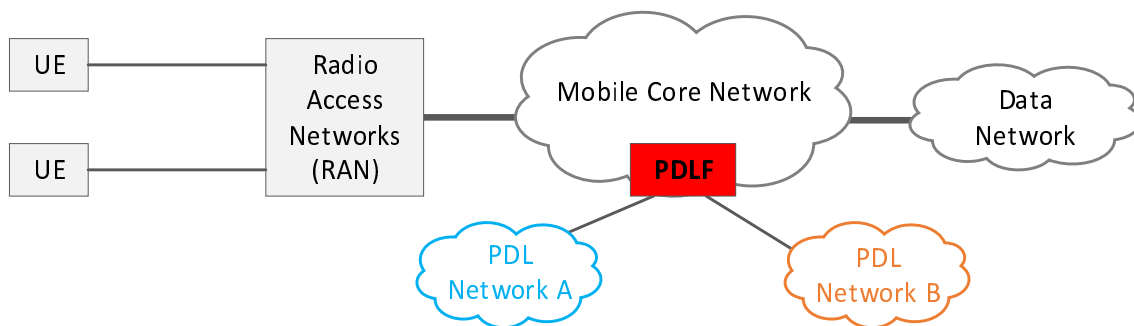 UE
UE
Radio
Access
Networks
(RAN)
Mobile Core Network
PDLF
Data
Network
PDL
Network A
PDL
Network B